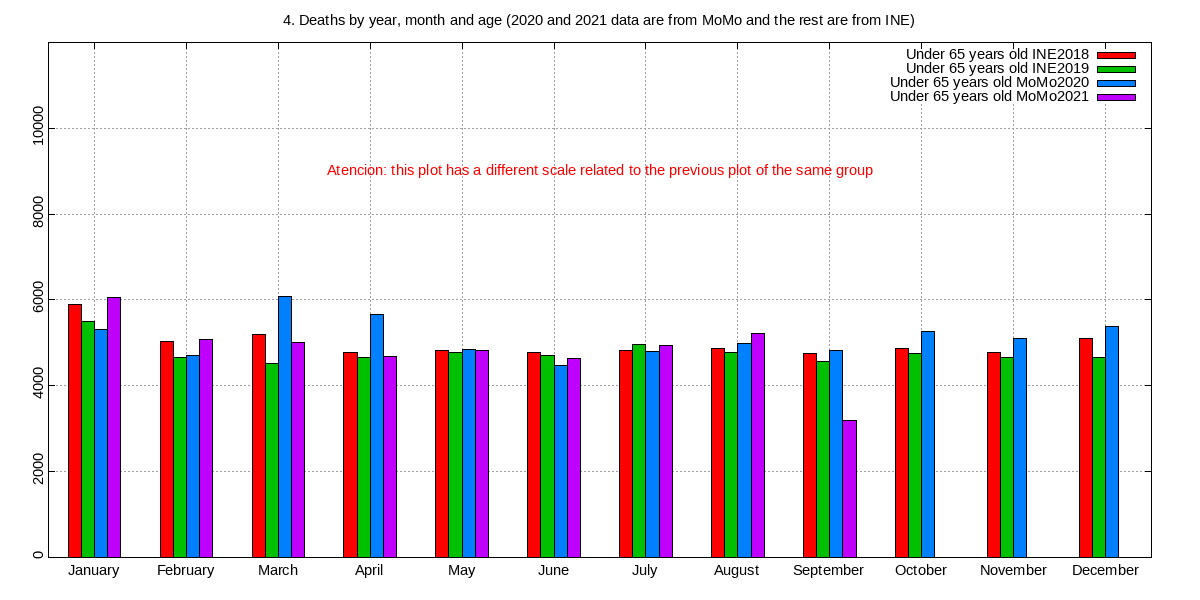 4. Deaths by year, month and age (2020 and 2021 data are from MoMo and the rest are from INE)
Under 65 years old INE2018
Under 65 years old INE2019
Under 65 years old MoMo2020
Under 65 years old MoMo2021
Atencion: this plot has a different scale related to the previous plot of the same group
10000
8000
6000
4000
2000
0
January February March April May June July August September October November December